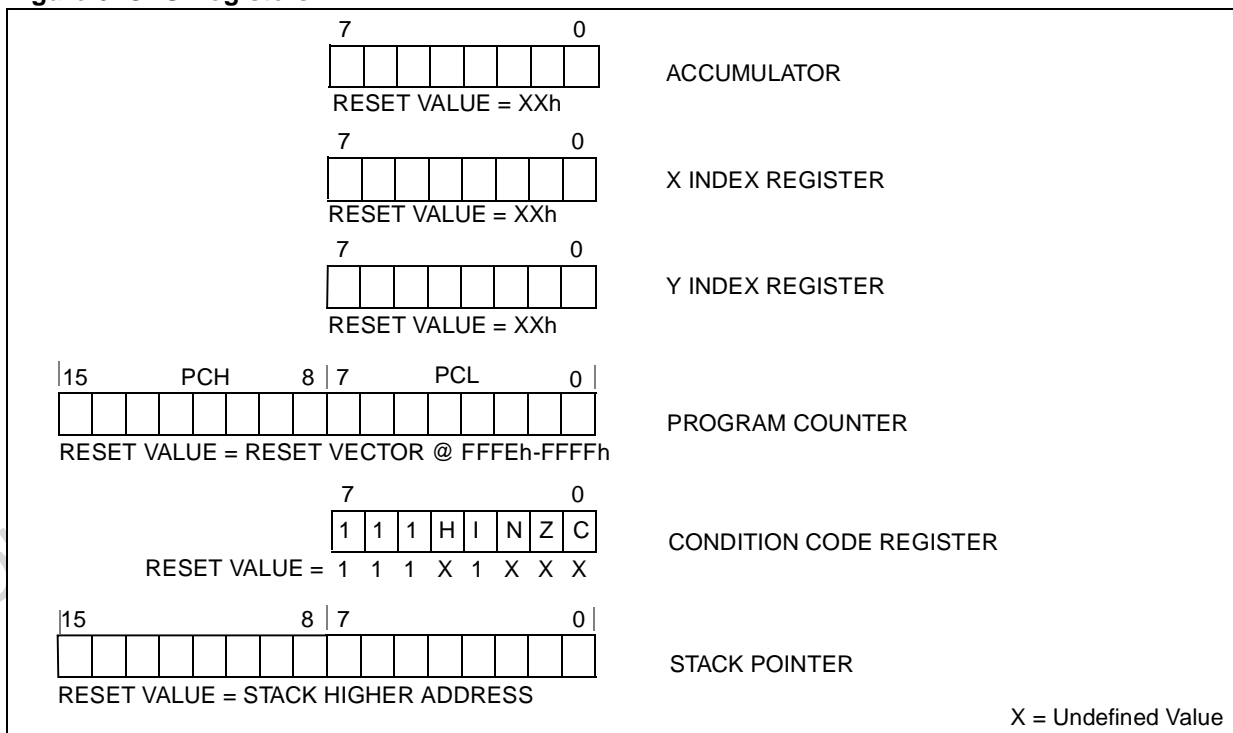 7 0
ACCUMULATOR
RESET VALUE = XXh
7 0
X INDEX REGISTER
RESET VALUE = XXh
7 0
Y INDEX REGISTER
RESET VALUE = XXh
15 PCH 8 7 PCL 0
PROGRAM COUNTER
RESET VALUE = RESET VECTOR @ FFFEh-FFFFh
7 0
1 1 1 H I N Z C
CONDITION CODE REGISTER
RESET VALUE = 1 1 1 X 1 X X X
15 8 7 0
STACK POINTER
RESET VALUE = STACK HIGHER ADDRESS
X = Undefined Value